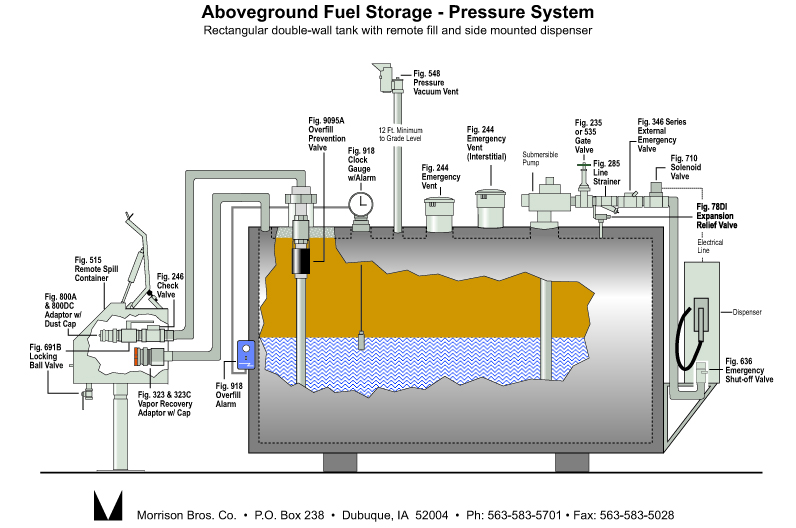 Aboveground Fuel Storage - Pressure System
Rectangular double-wall tank with remote fill and side mounted dispenser
Fig. 548
Pressure
Vacuum Vent
12 Ft. Minimum
to Grade Level
Fig. 9095A
Overfill
Prevention
Valve
Fig. 918
Clock
Gauge
w/Alarm
Fig. 244
Emergency
Vent
Fig. 244
Emergency
Vent
(Interstitial)
Submersible
Pump
Fig. 235
or 535
Gate
Valve
Fig. 285
Line
Strainer
Fig. 346 Series
External
Emergency
Valve
Fig. 710
Solenoid
Valve
Fig. 78DI
Expansion
Relief Valve
Electrical
Line
Dispenser
Fig. 636
Emergency
Shut-off Valve
Fig. 515
Remote Spill
Container
Fig. 246
Check
Valve
Fig. 800A
& 800DC
Adaptor w/
Dust Cap
Fig. 691B
Locking
Ball Valve
Fig. 323 & 323C
Vapor Recovery
Adaptor w/ Cap
Fig. 918
Overfill
Alarm
Morrison Bros. Co. • P.O. Box 238 • Dubuque, IA 52004 • Ph: 563-583-5701 • Fax: 563-583-5028